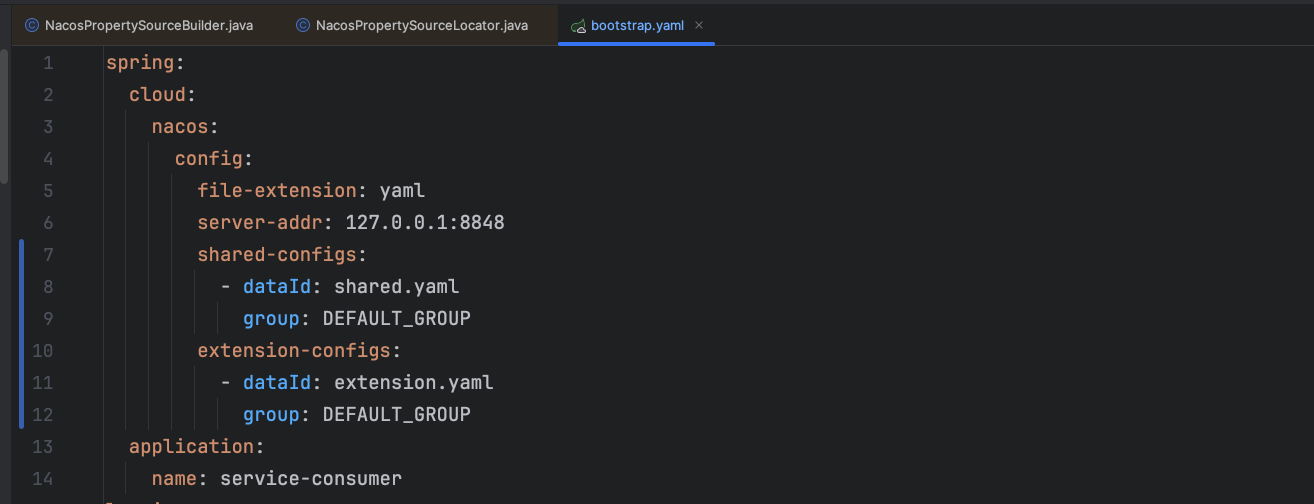 NacosPropertySourceBuilder.java NacosPropertySourceLocator.java bootstrap.yaml
1 spring:
2 cloud:
3 nacos:
4 config:
5 file-extension: yaml
6 server-addr: 127.0.0.1:8848
7 shared-configs:
8 - dataId: shared.yaml
9 group: DEFAULT_GROUP
10 extension-configs:
11 - dataId: extension.yaml
12 group: DEFAULT_GROUP
13 application:
14 name: service-consumer